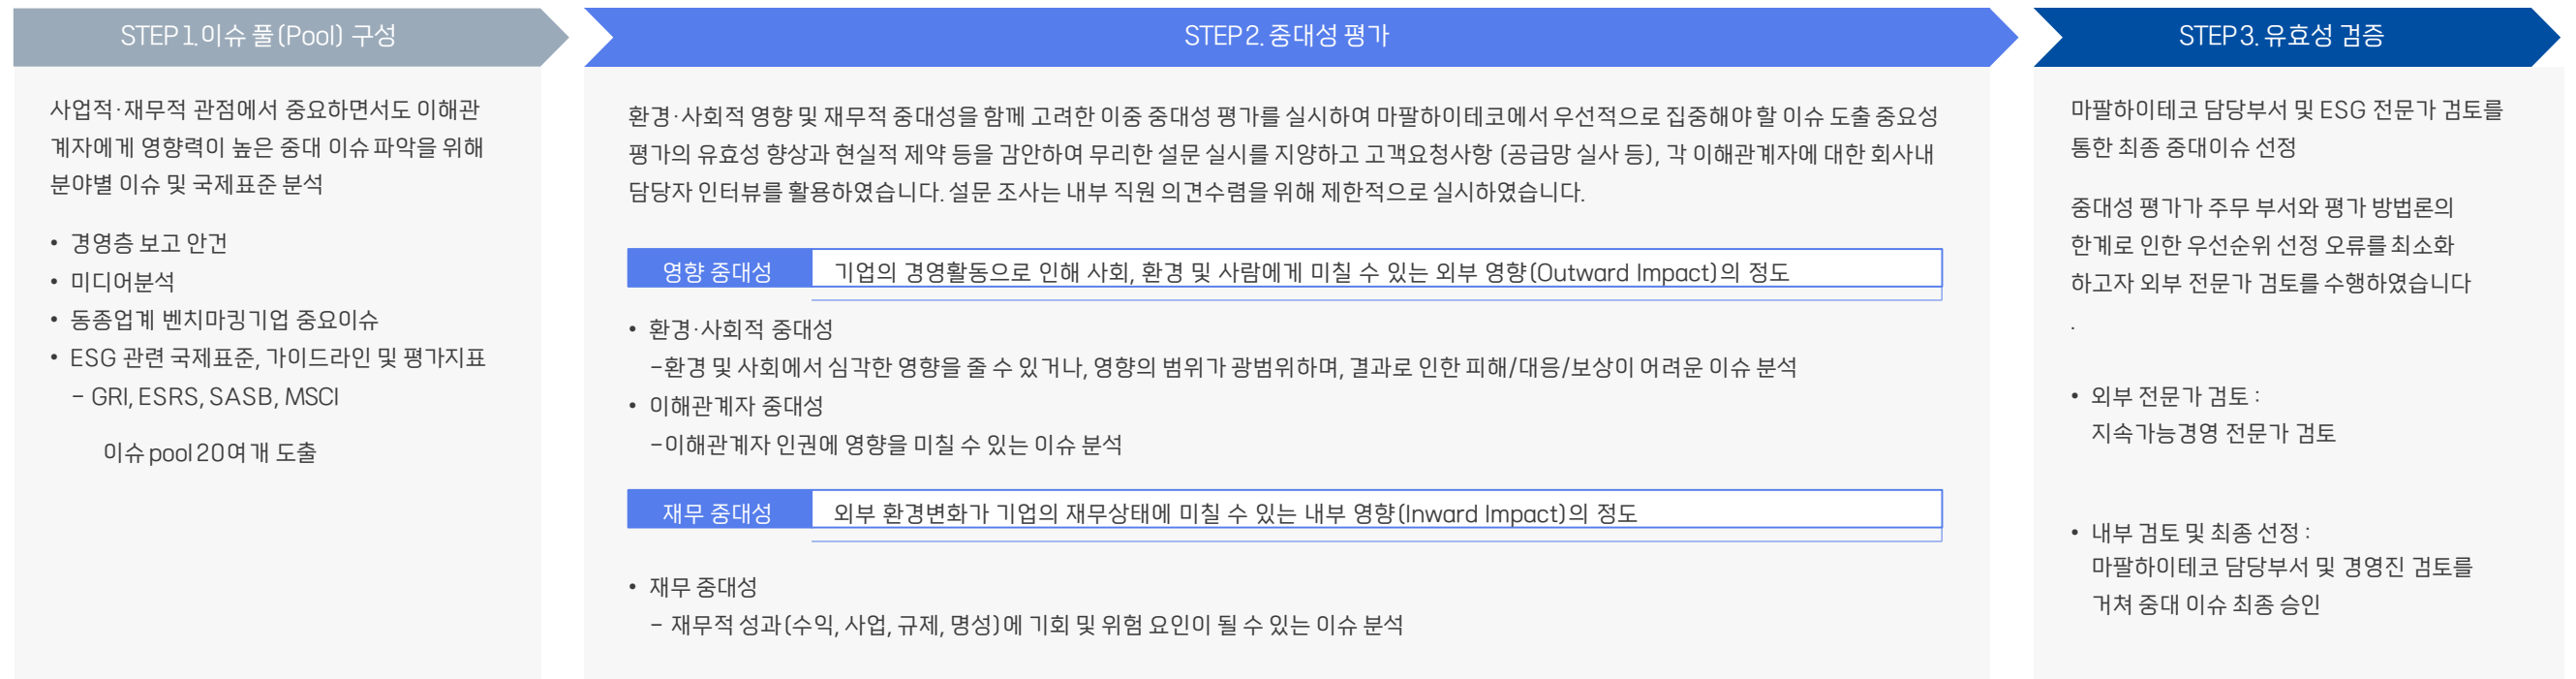 STEP 1. 이슈 풀(Pool) 구성
사업적·재무적 관점에서 중요하면서도 이해관
계자에게 영향력이 높은 중대 이슈 파악을 위해
분야별 이슈 및 국제표준 분석
• 경영층 보고 안건
• 미디어분석
• 동종업계 벤치마킹기업 중요이슈
• ESG 관련 국제표준, 가이드라인 및 평가지표
– GRI, ESRS, SASB, MSCI
이슈 pool 20여개 도출
STEP 2. 중대성 평가
환경·사회적 영향 및 재무적 중대성을 함께 고려한 이중 중대성 평가를 실시하여 마팔하이테코에서 우선적으로 집중해야 할 이슈 도출 중요성
평가의 유효성 향상과 현실적 제약 등을 감안하여 무리한 설문 실시를 지양하고 고객요청사항 (공급망 실사 등), 각 이해관계자에 대한 회사내
담당자 인터뷰를 활용하였습니다. 설문 조사는 내부 직원 의견수렴을 위해 제한적으로 실시하였습니다.
영향 중대성 기업의 경영활동으로 인해 사회, 환경 및 사람에게 미칠 수 있는 외부 영향(Outward Impact)의 정도
• 환경·사회적 중대성
–환경 및 사회에서 심각한 영향을 줄 수 있거나, 영향의 범위가 광범위하며, 결과로 인한 피해/대응/보상이 어려운 이슈 분석
• 이해관계자 중대성
–이해관계자 인권에 영향을 미칠 수 있는 이슈 분석
재무 중대성 외부 환경변화가 기업의 재무상태에 미칠 수 있는 내부 영향(Inward Impact)의 정도
• 재무 중대성
– 재무적 성과(수익, 사업, 규제, 명성)에 기회 및 위험 요인이 될 수 있는 이슈 분석
STEP 3. 유효성 검증
마팔하이테코 담당부서 및 ESG 전문가 검토를
통한 최종 중대이슈 선정
중대성 평가가 주무 부서와 평가 방법론의
한계로 인한 우선순위 선정 오류를 최소화
하고자 외부 전문가 검토를 수행하였습니다
.
• 외부 전문가 검토 :
지속가능경영 전문가 검토
• 내부 검토 및 최종 선정 :
마팔하이테코 담당부서 및 경영진 검토를
거쳐 중대 이슈 최종 승인